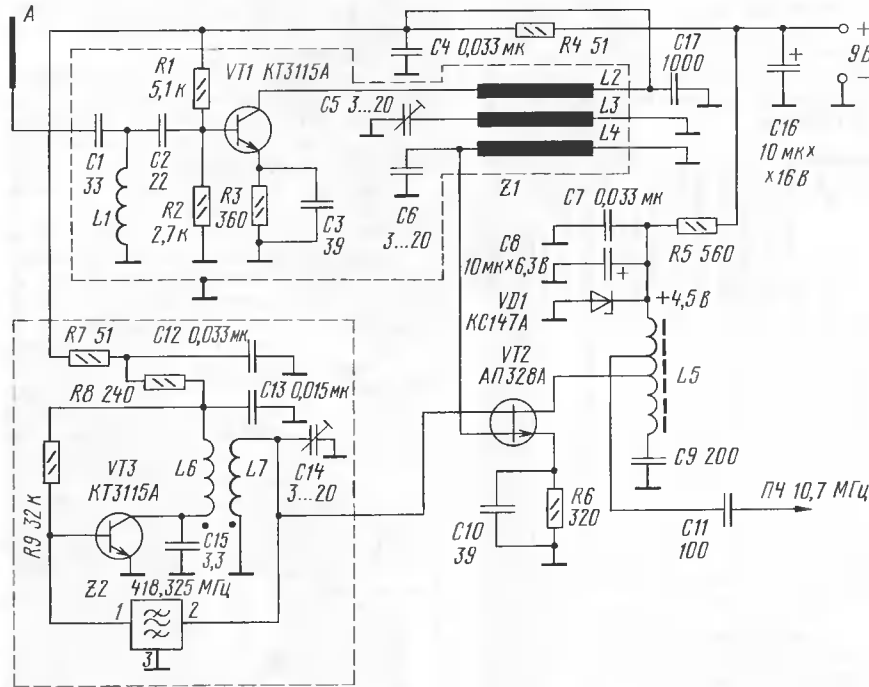 A
C4 0,033 мк
R4 51
C17
1000
+
9 В
–
R1
5,1 к
VT1 КТ3115А
C5 3...20
L2
L3
L4
+
C16
10 мк ×
×16 В
C1
33
C2
22
L1
R2
2,7 к
R3
360
C3
39
C6
3...20
Z1
C7 0,033 мк
R5 560
C8
10мк×6,3В
+
VD1
КС147А
+4,5 В
R7 51
C12 0,033мк
R8 240
C13 0,015 мк
VT2
АП328А
L5
VT3
КТ3115А
L6
L7
C14
3...20
C9 200
R9 32 к
C15
3,3
C10
39
R6
320
C11
100
ПЧ 10,7 МГц
Z2
418,325 МГц
1
2
3